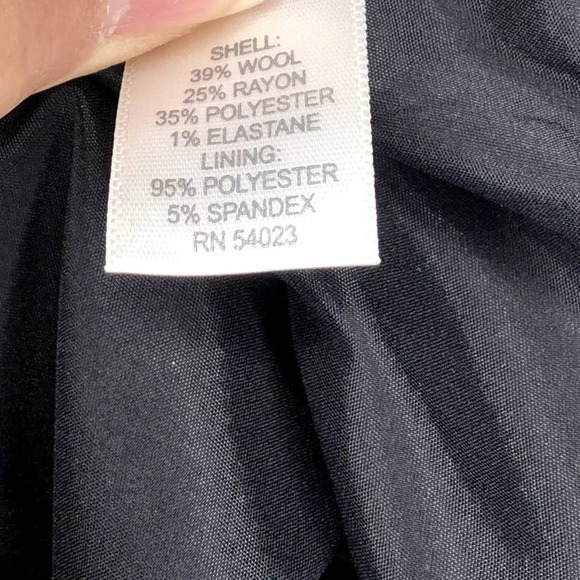 SHELL:
39% WOOL
25% RAYON
35% POLYESTER
1% ELASTANE
LINING:
95% POLYESTER
5% SPANDEX
RN 54023